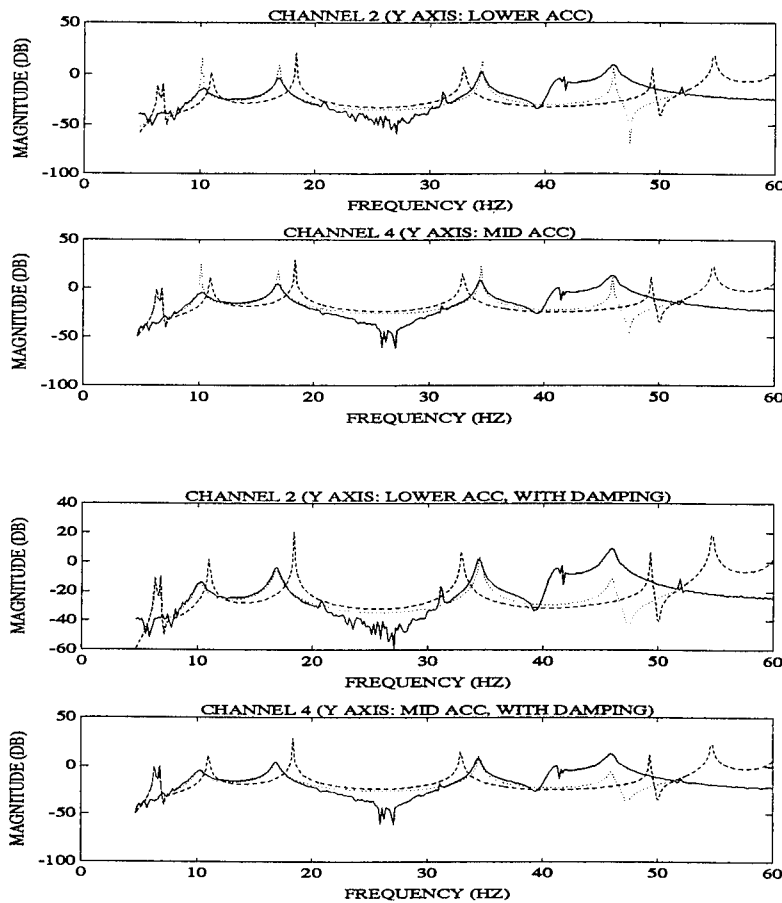 CHANNEL 2 (Y AXIS: LOWER ACC)
MAGNITUDE (DB)
50
0
-50
-100
0 10 20 30 40 50 60
FREQUENCY (HZ)
CHANNEL 4 (Y AXIS: MID ACC)
MAGNITUDE (DB)
50
0
-50
-100
0 10 20 30 40 50 60
FREQUENCY (HZ)
CHANNEL 2 (Y AXIS: LOWER ACC, WITH DAMPING)
MAGNITUDE (DB)
40
20
0
-20
-40
-60
0 10 20 30 40 50 60
FREQUENCY (HZ)
CHANNEL 4 (Y AXIS: MID ACC, WITH DAMPING)
MAGNITUDE (DB)
50
0
-50
-100
0 10 20 30 40 50 60
FREQUENCY (HZ)